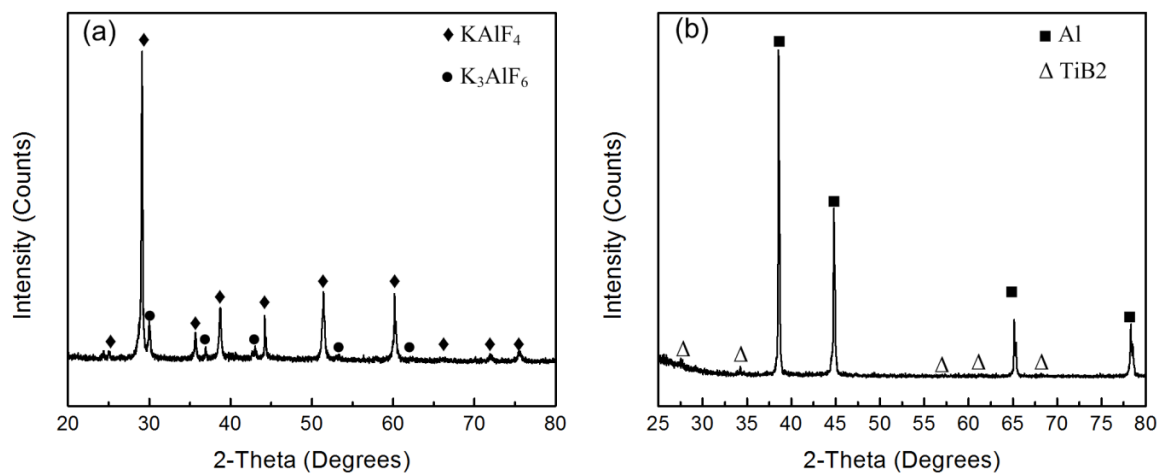 (a)
♦ KAlF₄
● K₃AlF₆
Intensity (Counts)
20 30 40 50 60 70 80
2-Theta (Degrees)
(b)
■ Al
Δ TiB2
Intensity (Counts)
25 30 35 40 45 50 55 60 65 70 75 80
2-Theta (Degrees)